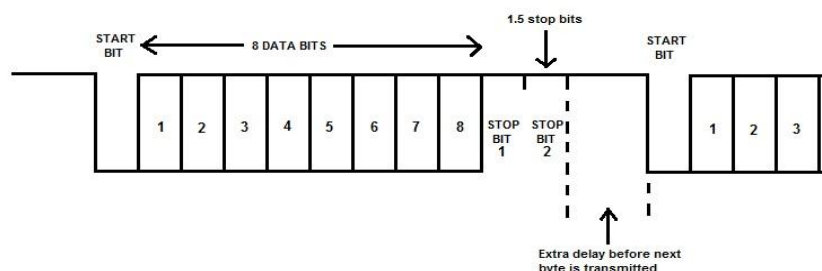 1.5 stop bits
START
BIT
8 DATA BITS
START
BIT
1 2 3 4 5 6 7 8
STOP
BIT
1
STOP
BIT
2
1 2 3
Extra delay before next
byte is transmitted